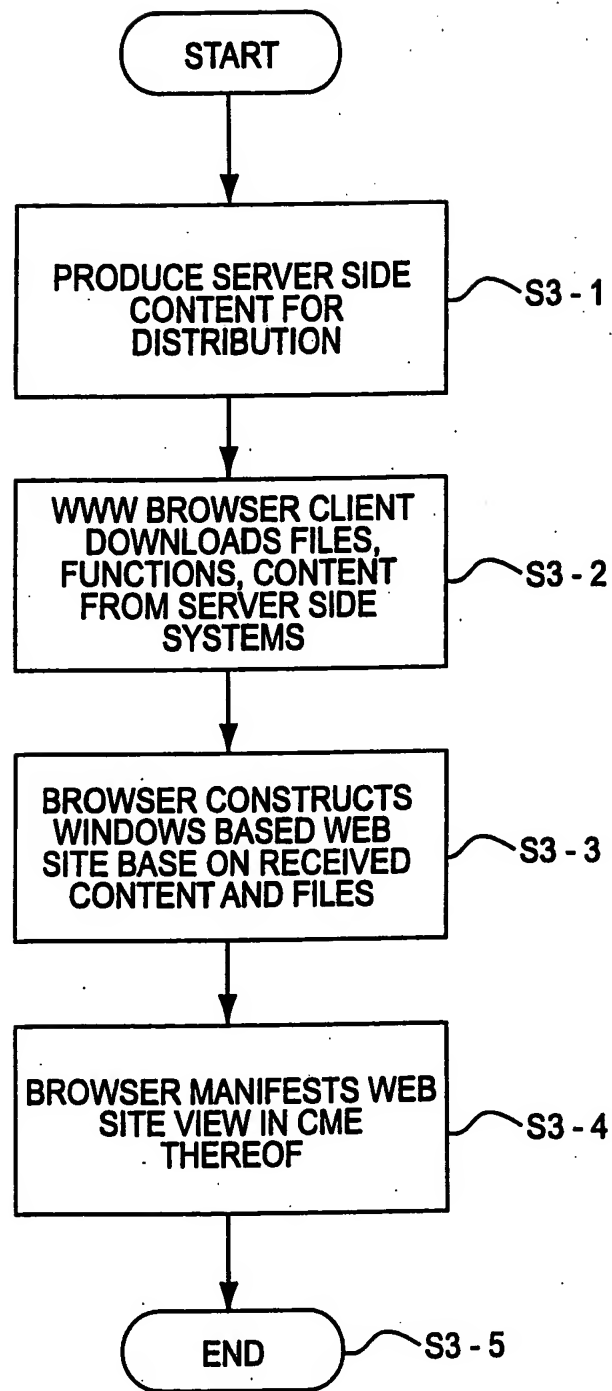 START
PRODUCE SERVER SIDE
CONTENT FOR
DISTRIBUTION
S3-1
WWW BROWSER CLIENT
DOWNLOADS FILES,
FUNCTIONS, CONTENT
FROM SERVER SIDE
SYSTEMS
S3-2
BROWSER CONSTRUCTS
WINDOWS BASED WEB
SITE BASE ON RECEIVED
CONTENT AND FILES
S3-3
BROWSER MANIFESTS WEB
SITE VIEW IN CME
THEREOF
S3-4
END
S3-5